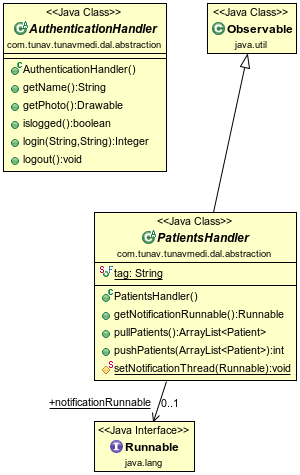 <<Java Class>>
AuthenticationHandler
com.tunav.tunavmedi.dal.abstraction
AuthenticationHandler()
getName():String
getPhoto():Drawable
islogged():boolean
login(String,String):Integer
logout():void
<<Java Class>>
Observable
java.util
<<Java Class>>
PatientsHandler
com.tunav.tunavmedi.dal.abstraction
tag: String
PatientsHandler()
getNotificationRunnable():Runnable
pullPatients():ArrayList<Patient>
pushPatients(ArrayList<Patient>):int
setNotificationThread(Runnable):void
+notificationRunnable 0..1
<<Java Interface>>
Runnable
java.lang